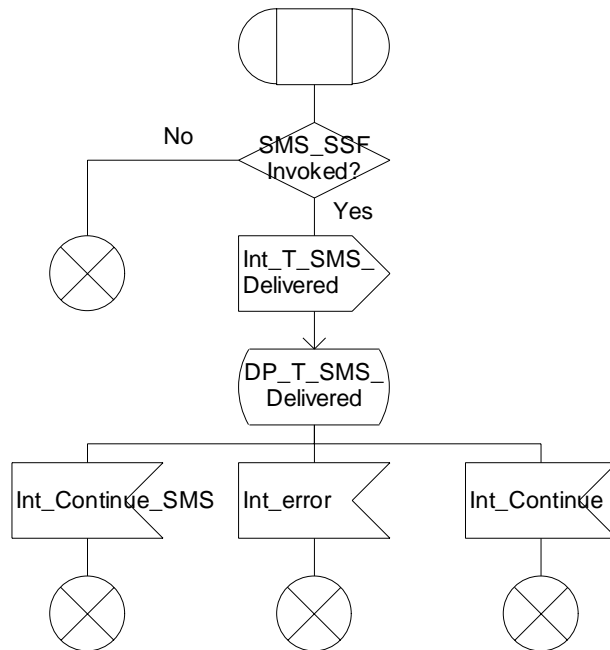 No
SMS_SSF
Invoked?
Yes
Int_T_SMS_
Delivered
DP_T_SMS_
Delivered
Int_Continue_SMS
Int_error
Int_Continue